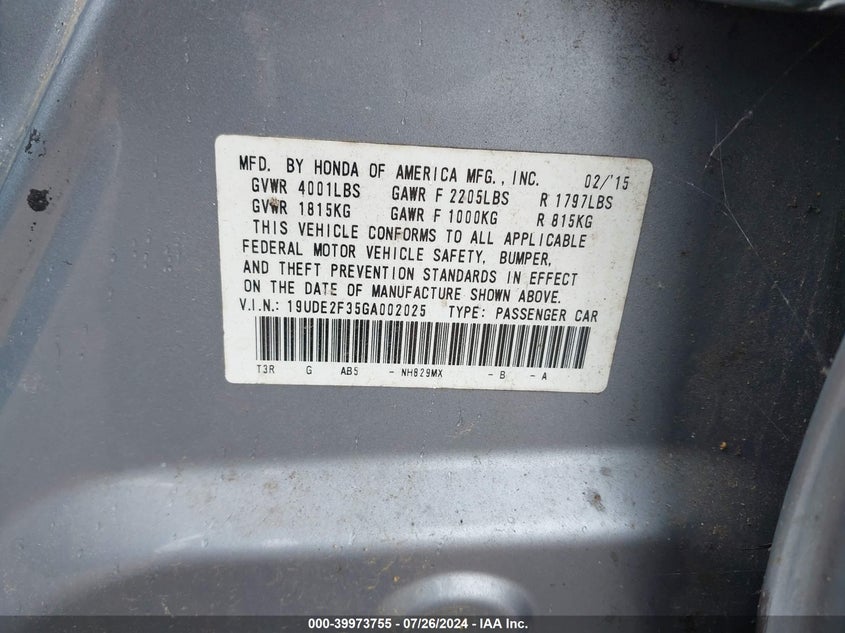 MFD. BY HONDA OF AMERICA MFG., INC. 02/'15
GVWR 4001LBS GAWR F 2205LBS R 1797LBS
GVWR 1815KG GAWR F 1000KG R 815KG
THIS VEHICLE CONFORMS TO ALL APPLICABLE
FEDERAL MOTOR VEHICLE SAFETY, BUMPER,
AND THEFT PREVENTION STANDARDS IN EFFECT
ON THE DATE OF MANUFACTURE SHOWN ABOVE.
V.I.N.: 19UDE2F35GA002025 TYPE: PASSENGER CAR
T3R G AB5 - NH829MX - B - A
000-39973755 - 07/26/2024 - IAA Inc.